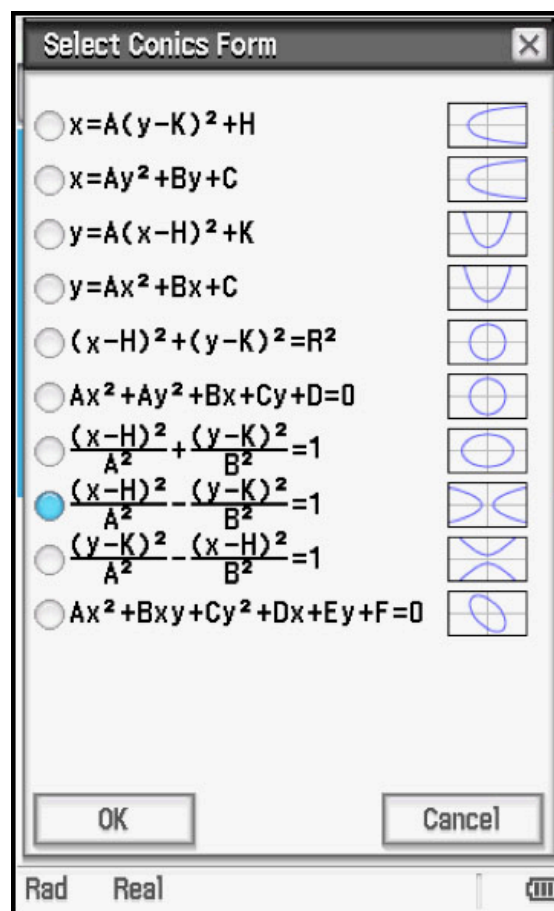 Select Conics Form
x=A(y-K)²+H
x=Ay²+By+C
y=A(x-H)²+K
y=Ax²+Bx+C
(x-H)²+(y-K)²=R²
Ax²+Ay²+Bx+Cy+D=0
(x-H)²/A²+(y-K)²/B²=1
(x-H)²/A²-(y-K)²/B²=1
(y-K)²/A²-(x-H)²/B²=1
Ax²+Bxy+Cy²+Dx+Ey+F=0
OK Cancel
Rad Real